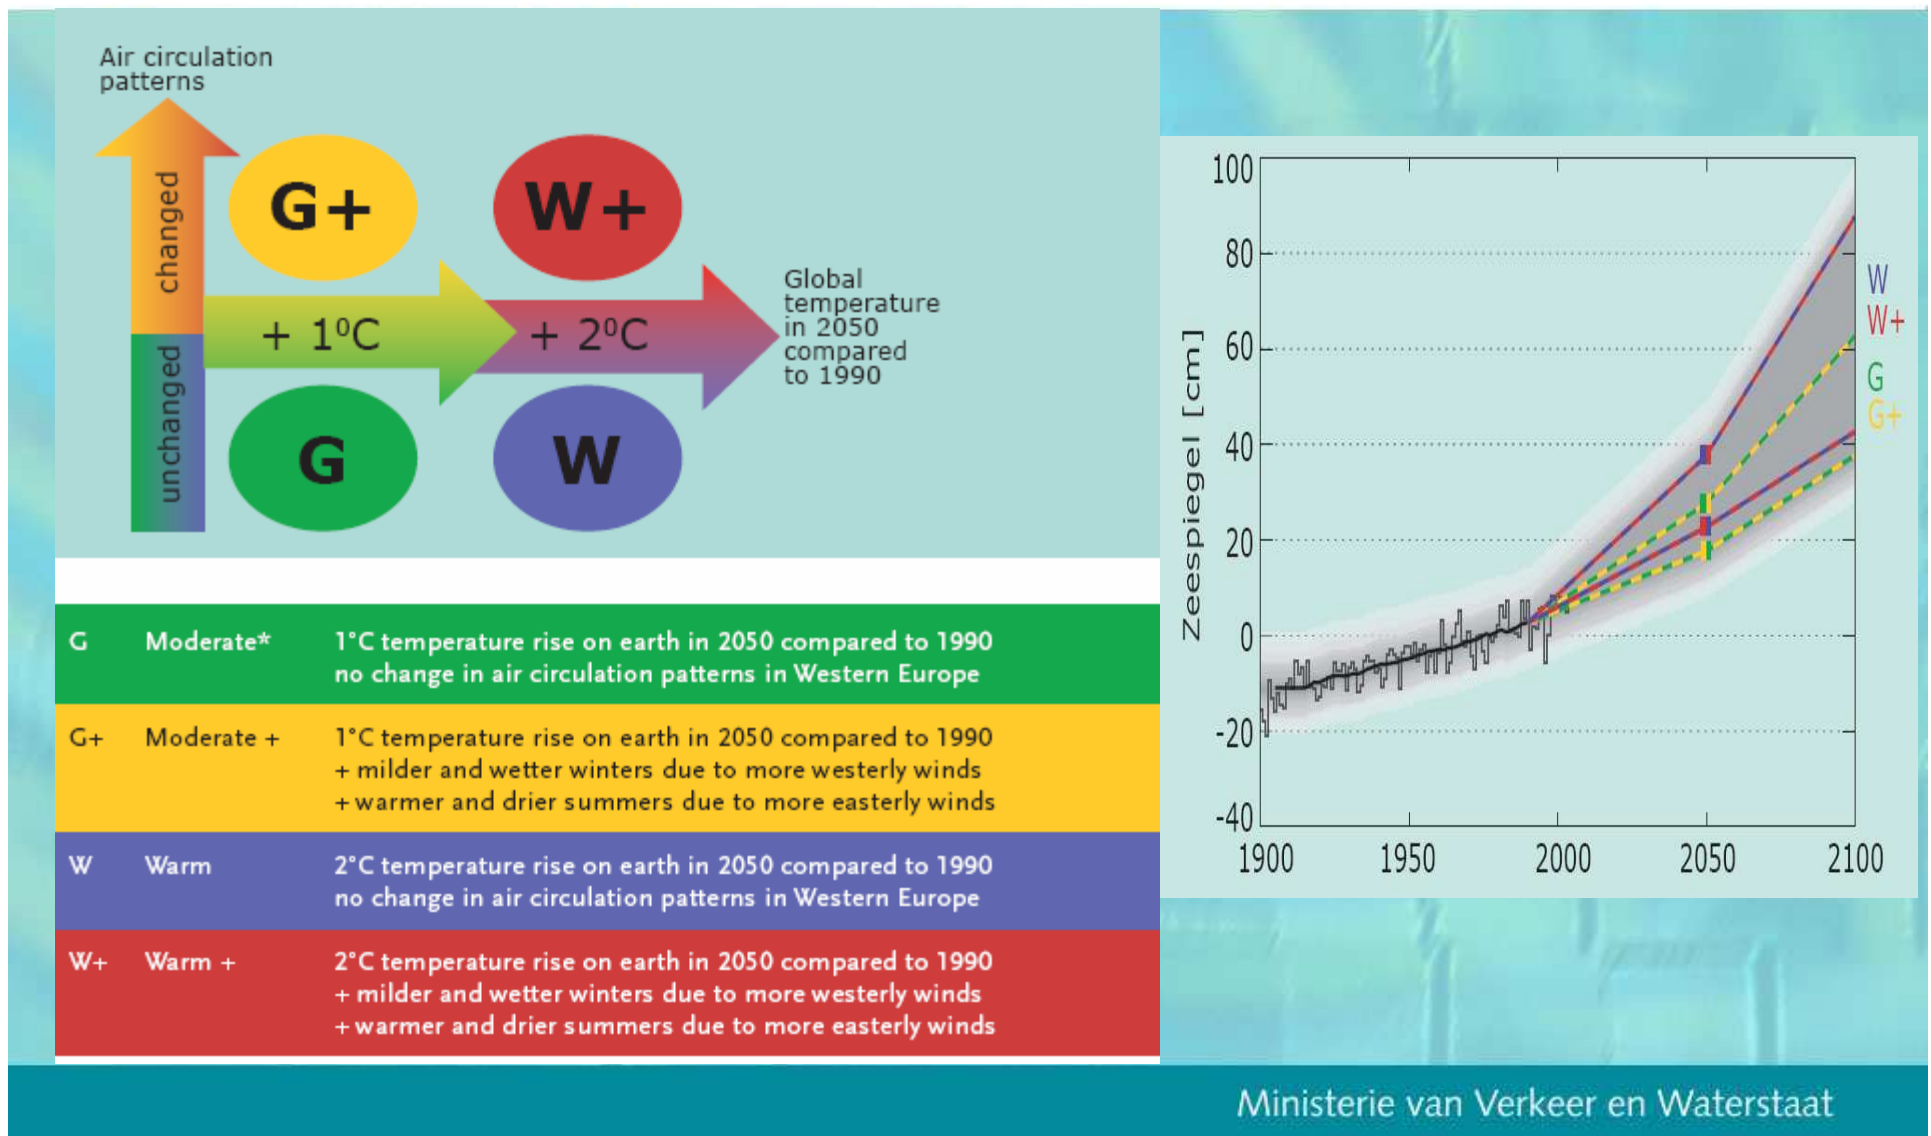 Air circulation
patterns
changed
unchanged
G+
W+
+ 1⁰C
+ 2⁰C
G
W
Global
temperature
in 2050
compared
to 1990
G Moderate* 1°C temperature rise on earth in 2050 compared to 1990
no change in air circulation patterns in Western Europe
G+ Moderate + 1°C temperature rise on earth in 2050 compared to 1990
+ milder and wetter winters due to more westerly winds
+ warmer and drier summers due to more easterly winds
W Warm 2°C temperature rise on earth in 2050 compared to 1990
no change in air circulation patterns in Western Europe
W+ Warm + 2°C temperature rise on earth in 2050 compared to 1990
+ milder and wetter winters due to more westerly winds
+ warmer and drier summers due to more easterly winds
Zeespiegel [cm]
100
80
60
40
20
0
-20
-40
1900 1950 2000 2050 2100
W
W+
G
G+
Ministerie van Verkeer en Waterstaat